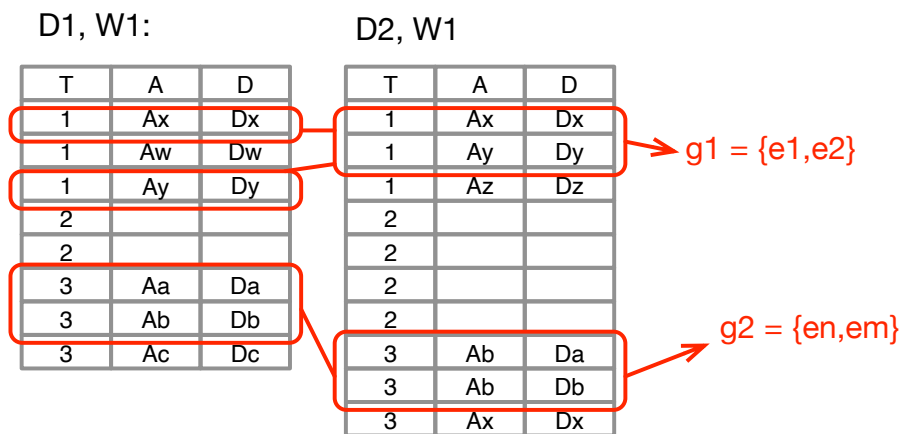 D1, W1:
T A D
1 Ax Dx
1 Aw Dw
1 Ay Dy
2
2
3 Aa Da
3 Ab Db
3 Ac Dc
D2, W1
T A D
1 Ax Dx
1 Ay Dy
1 Az Dz
2
2
2
2
3 Ab Da
3 Ab Db
3 Ax Dx
g1 = {e1,e2}
g2 = {en,em}